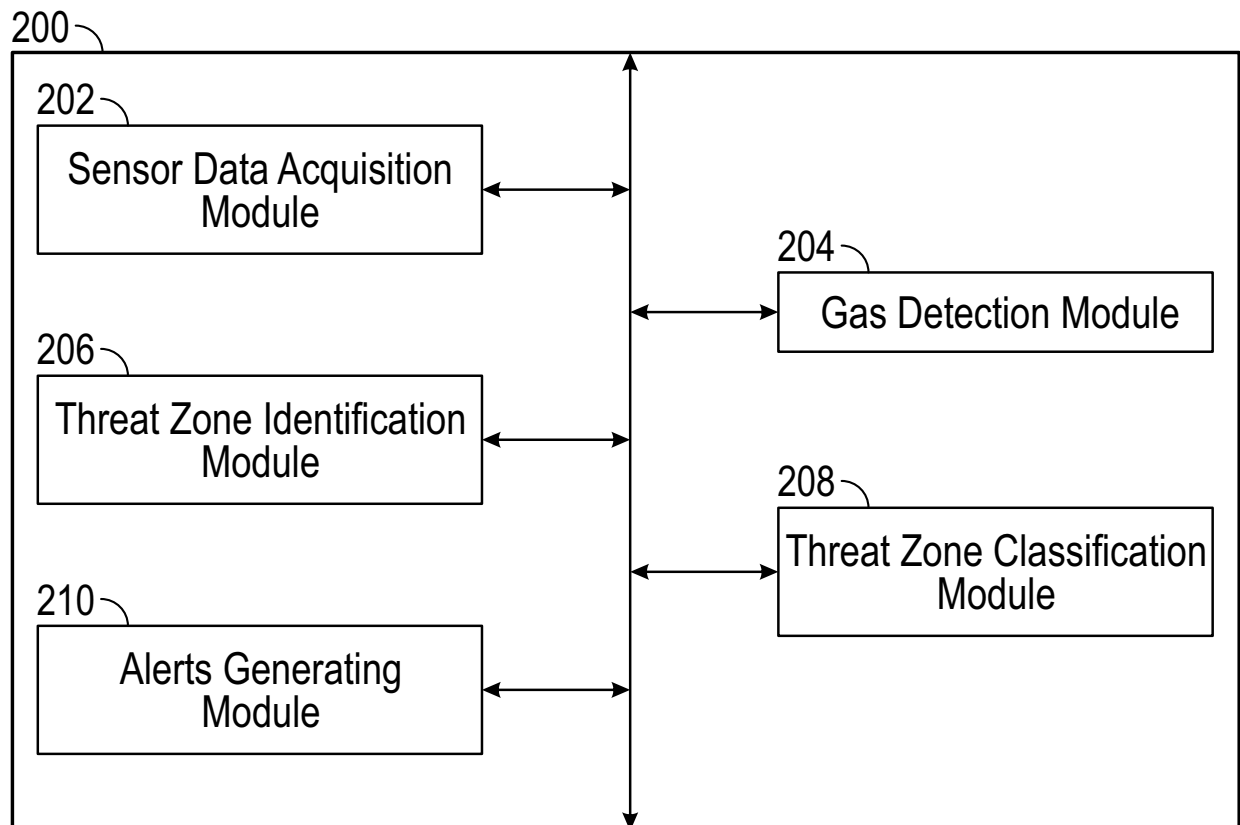 200
202
Sensor Data Acquisition
Module
204
Gas Detection Module
206
Threat Zone Identification
Module
208
Threat Zone Classification
Module
210
Alerts Generating
Module